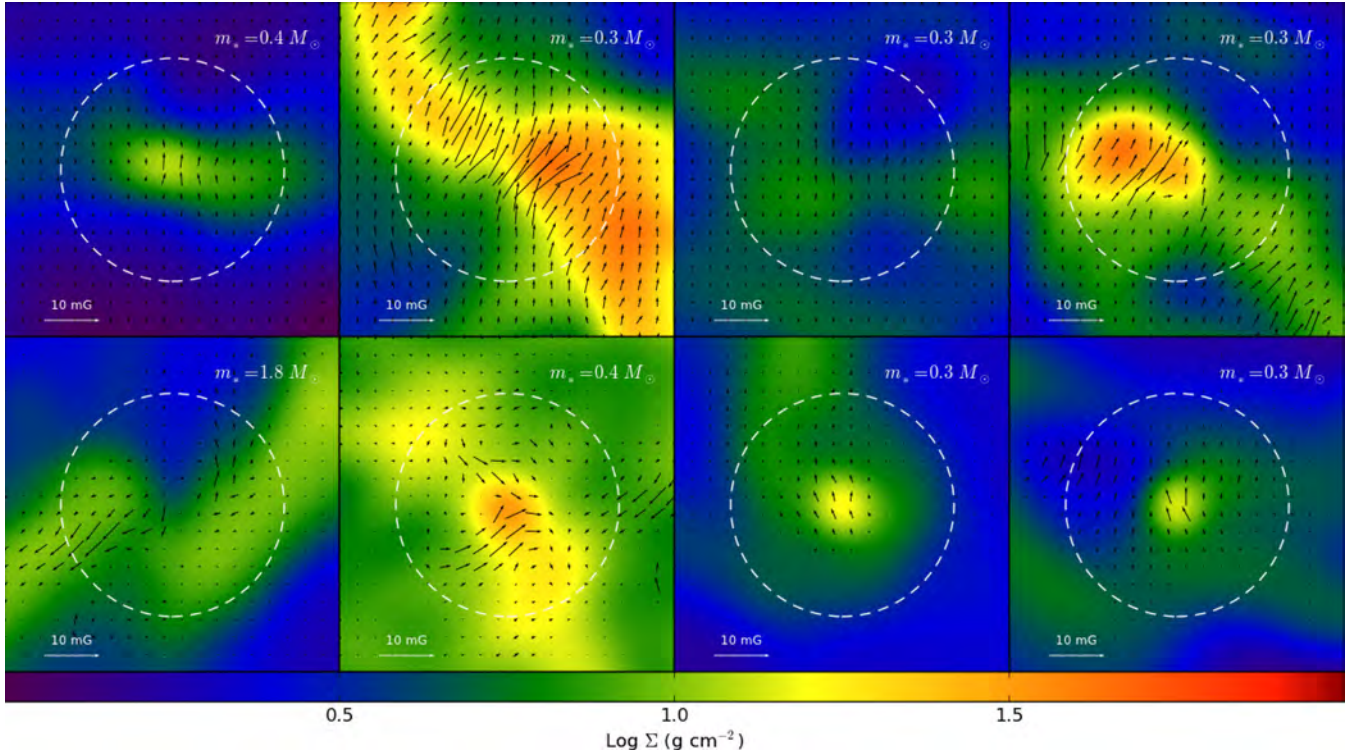 m* = 0.4 M⊙
m* = 0.3 M⊙
m* = 0.3 M⊙
m* = 0.3 M⊙
10 mG
10 mG
10 mG
10 mG
m* = 1.8 M⊙
m* = 0.4 M⊙
m* = 0.3 M⊙
m* = 0.3 M⊙
10 mG
10 mG
10 mG
10 mG
0.5
1.0
1.5
Log Σ (g cm⁻²)